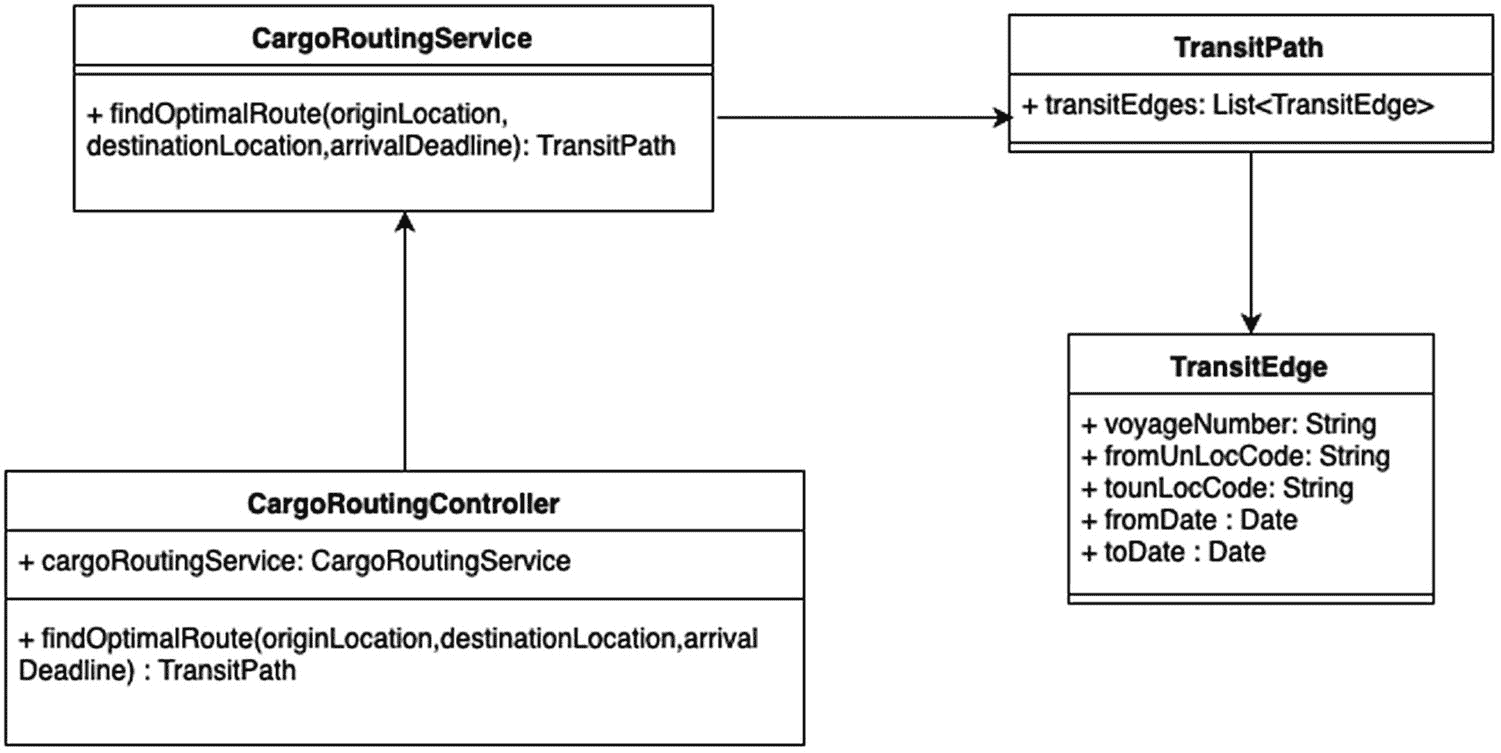 CargoRoutingService
+ findOptimalRoute(originLocation,
destinationLocation,arrivalDeadline): TransitPath
TransitPath
+ transitEdges: List<TransitEdge>
TransitEdge
+ voyageNumber: String
+ fromUnLocCode: String
+ tounLocCode: String
+ fromDate : Date
+ toDate : Date
CargoRoutingController
+ cargoRoutingService: CargoRoutingService
+ findOptimalRoute(originLocation,destinationLocation,arrival
Deadline) : TransitPath